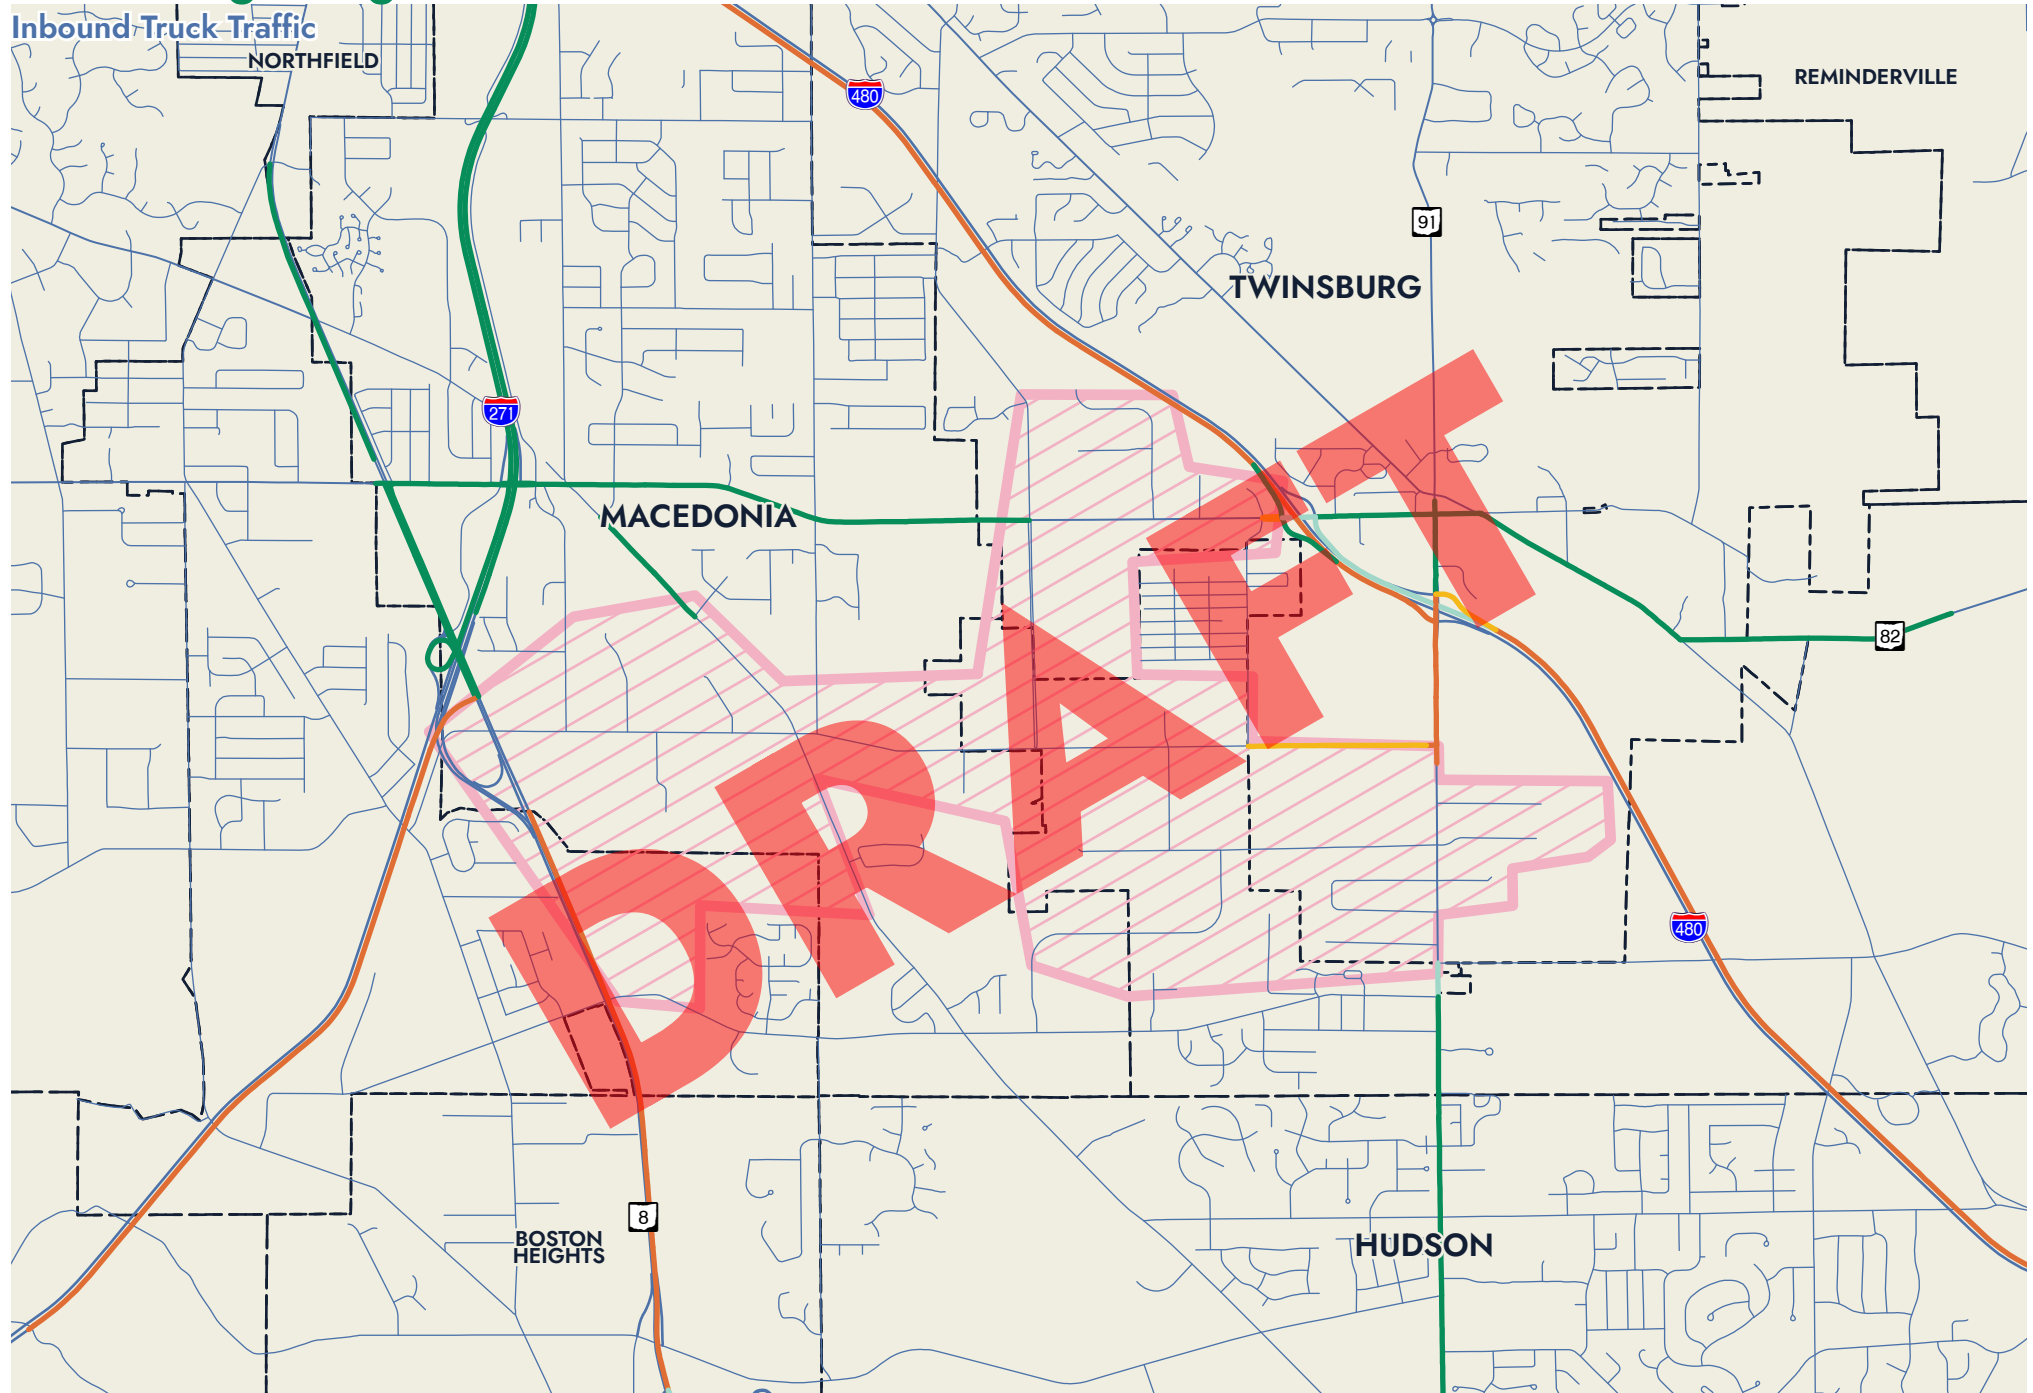 Inbound Truck Traffic
NORTHFIELD
480
REMINDERVILLE
91
TWINSBURG
271
MACEDONIA
82
DRAFT
480
8
BOSTON
HEIGHTS
HUDSON